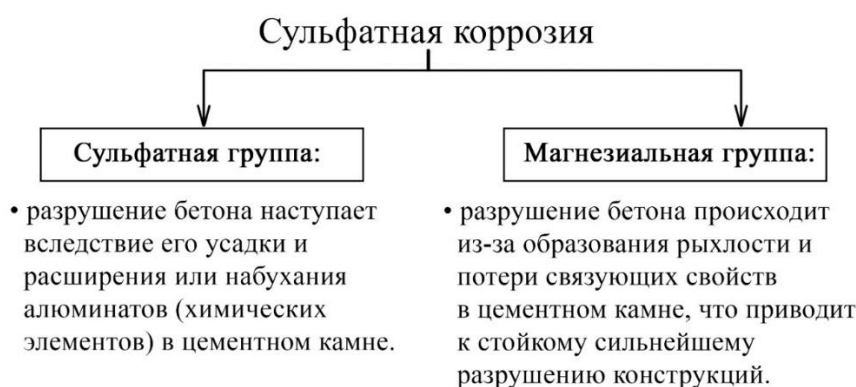 Сульфатная коррозия
Сульфатная группа:
• разрушение бетона наступает
вследствие его усадки и
расширения или набухания
алюминатов (химических
элементов) в цементном камне.
Магнезиальная группа:
• разрушение бетона происходит
из-за образования рыхлости и
потери связующих свойств
в цементном камне, что приводит
к стойкому сильнейшему
разрушению конструкций.